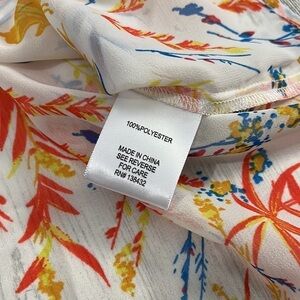 100%POLYESTER
MADE IN CHINA
SEE REVERSE
FOR CARE
RN# 138432